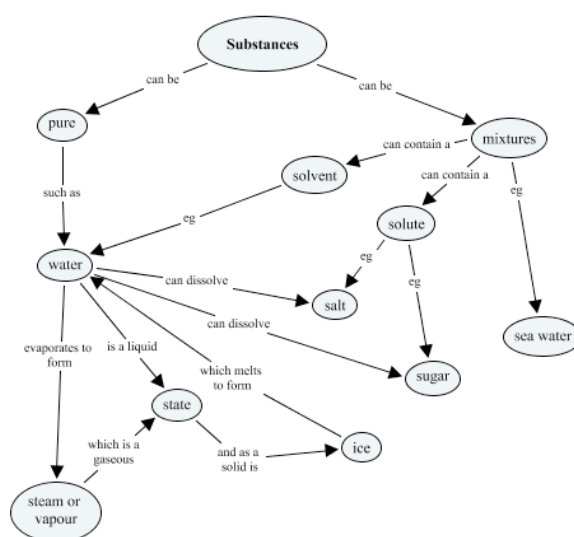 Substances
can be
can be
pure
mixtures
can contain a
solvent
can contain a
such as
eg
solute
eg
eg
eg
water
can dissolve
salt
can dissolve
sea water
evaporates to
form
is a liquid
which melts
to form
sugar
state
which is a
gaseous
and as a
solid is
ice
steam or
vapour